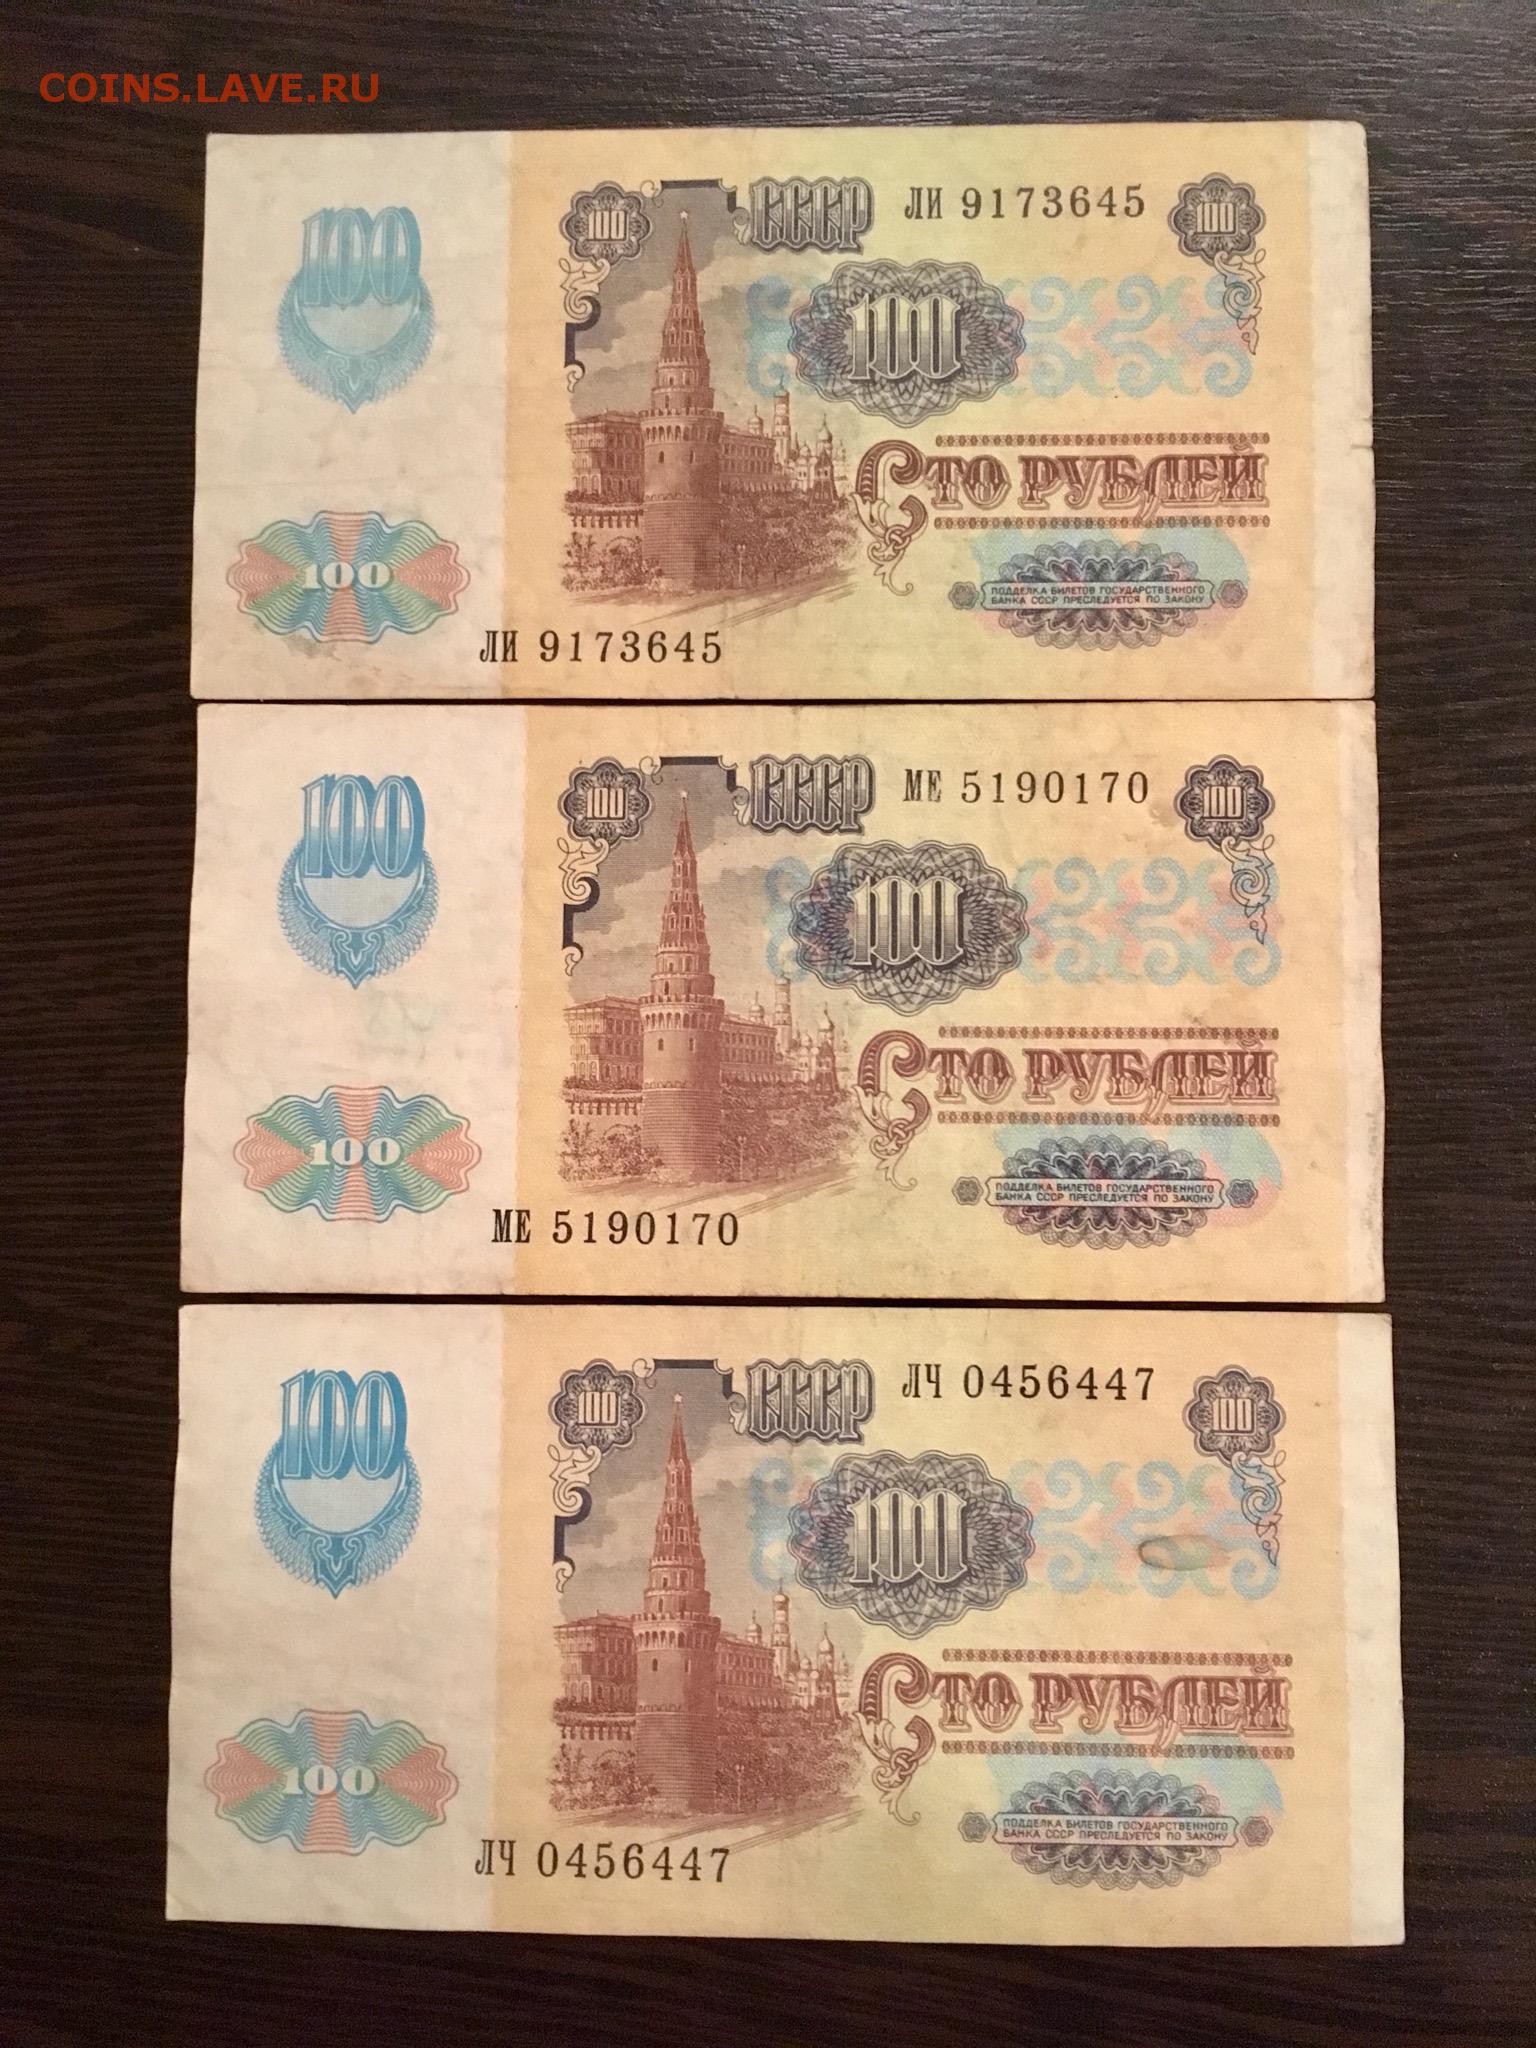 COINS.LAVE.RU
100
100
СССР
ЛИ 9173645
100
100
СТО РУБЛЕЙ
100
ПОДДЕЛКА БИЛЕТОВ ГОСУДАРСТВЕННОГО
БАНКА СССР ПРЕСЛЕДУЕТСЯ ПО ЗАКОНУ
ЛИ 9173645
100
100
СССР
МЕ 5190170
100
100
СТО РУБЛЕЙ
100
ПОДДЕЛКА БИЛЕТОВ ГОСУДАРСТВЕННОГО
БАНКА СССР ПРЕСЛЕДУЕТСЯ ПО ЗАКОНУ
МЕ 5190170
100
100
СССР
ЛЧ 0456447
100
100
СТО РУБЛЕЙ
100
ПОДДЕЛКА БИЛЕТОВ ГОСУДАРСТВЕННОГО
БАНКА СССР ПРЕСЛЕДУЕТСЯ ПО ЗАКОНУ
ЛЧ 0456447